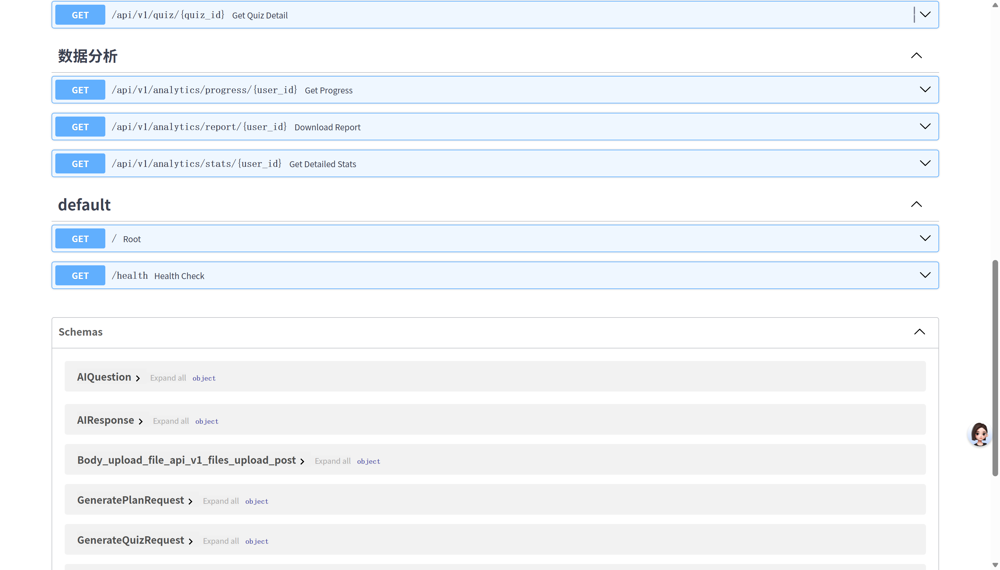 GET /api/v1/quiz/{quiz_id} Get Quiz Detail
数据分析
GET /api/v1/analytics/progress/{user_id} Get Progress
GET /api/v1/analytics/report/{user_id} Download Report
GET /api/v1/analytics/stats/{user_id} Get Detailed Stats
default
GET / Root
GET /health Health Check
Schemas
AIQuestion Expand all object
AIResponse Expand all object
Body_upload_file_api_v1_files_upload_post Expand all object
GeneratePlanRequest Expand all object
GenerateQuizRequest Expand all object